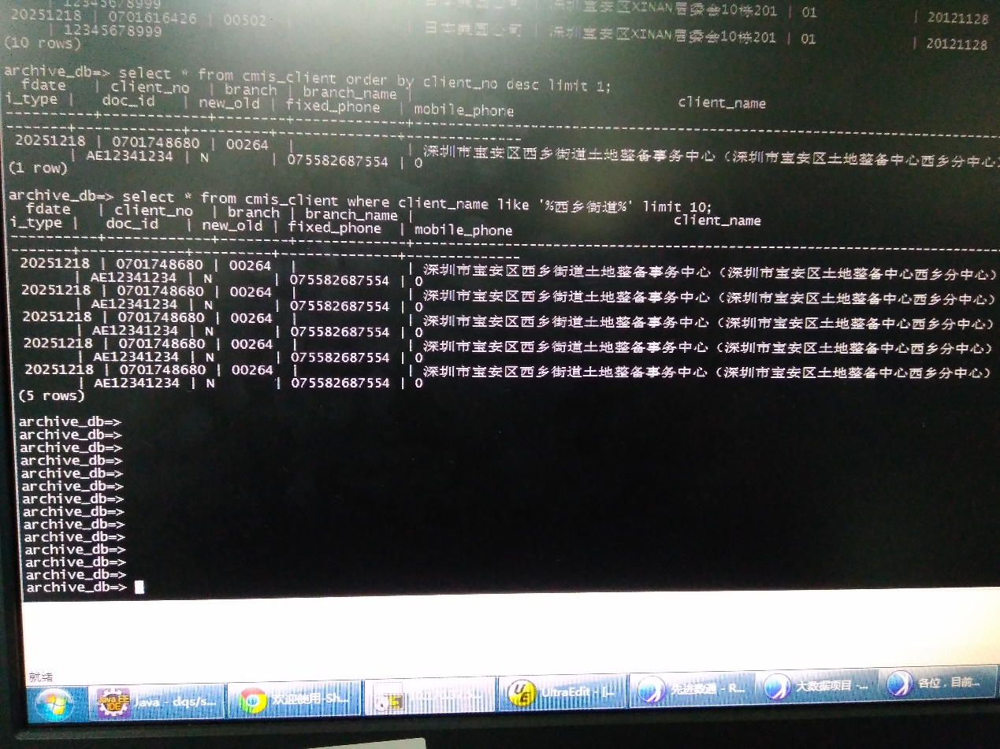 12345678999
20251218 | 0701616426 | 00502 | 深圳宝安区XINAN居委会10栋201 | 01 | 20121128
| 12345678999 | 深圳宝安区XINAN居委会10栋201 | 01 | 20121128
(10 rows)
archive_db=> select * from cmis_client order by client_no desc limit 1;
fdate | client_no | branch | branch_name | client_name
i_type | doc_id | new_old | fixed_phone | mobile_phone
20251218 | 0701748680 | 00264 | | 深圳市宝安区西乡街道土地整备事务中心（深圳市宝安区土地整备中心西乡分中心
| AE12341234 | N | 075582687554 | 0
(1 row)
archive_db=> select * from cmis_client where client_name like '%西乡街道%' limit 10;
fdate | client_no | branch | branch_name | client_name
i_type | doc_id | new_old | fixed_phone | mobile_phone
20251218 | 0701748680 | 00264 | | 深圳市宝安区西乡街道土地整备事务中心（深圳市宝安区土地整备中心西乡分中心）
| AE12341234 | N | 075582687554 | 0
20251218 | 0701748680 | 00264 | | 深圳市宝安区西乡街道土地整备事务中心（深圳市宝安区土地整备中心西乡分中心）
| AE12341234 | N | 075582687554 | 0
20251218 | 0701748680 | 00264 | | 深圳市宝安区西乡街道土地整备事务中心（深圳市宝安区土地整备中心西乡分中心）
| AE12341234 | N | 075582687554 | 0
20251218 | 0701748680 | 00264 | | 深圳市宝安区西乡街道土地整备事务中心（深圳市宝安区土地整备中心西乡分中心）
| AE12341234 | N | 075582687554 | 0
20251218 | 0701748680 | 00264 | | 深圳市宝安区西乡街道土地整备事务中心（深圳市宝安区土地整备中心西乡分中心）
| AE12341234 | N | 075582687554 | 0
(5 rows)
archive_db=>
archive_db=>
archive_db=>
archive_db=>
archive_db=>
archive_db=>
archive_db=>
archive_db=>
archive_db=>
archive_db=>
archive_db=>
archive_db=>
archive_db=>
archive_db=>
就绪
Java EE IDE Java - dqs/s... 欢迎使用-Sh... UE UltraEdit - [... 先进数通 - R... 大数据项目 -... 各位，目前...